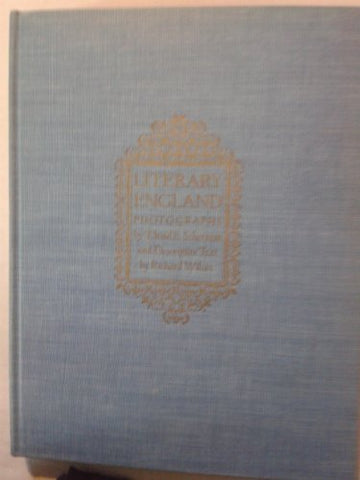 LITERARY
ENGLAND
PHOTOGRAPHS
by David E. Scherman
and Descriptive Text
by Richard Wilcox